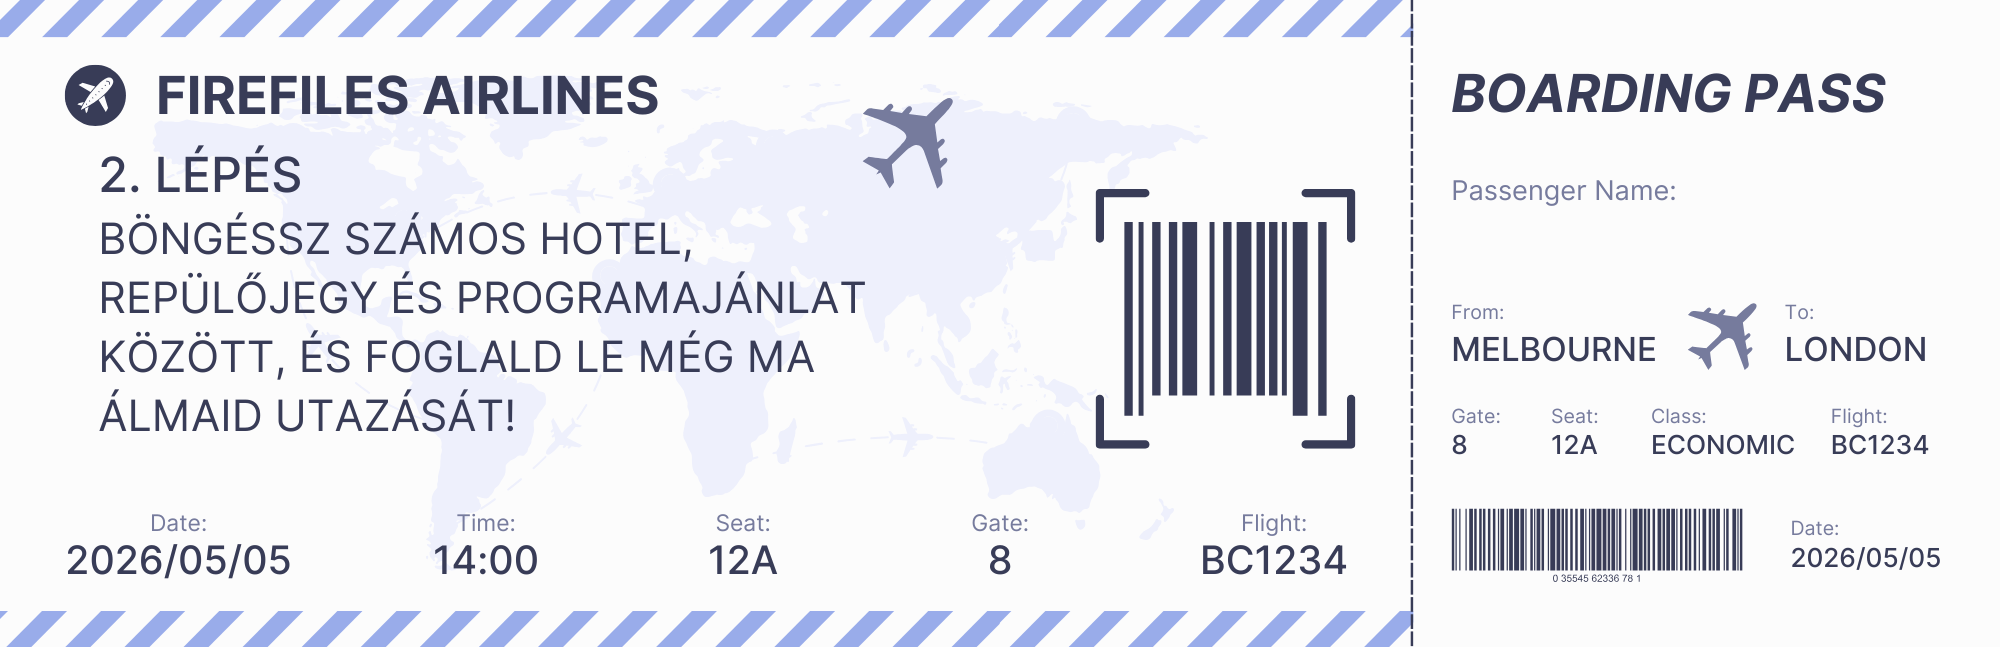 FIREFILES AIRLINES
2. LÉPÉS
BÖNGÉSSZ SZÁMOS HOTEL,
REPÜLŐJEGY ÉS PROGRAMAJÁNLAT
KÖZÖTT, ÉS FOGLALD LE MÉG MA
ÁLMAID UTAZÁSÁT!
Date: Time: Seat: Gate: Flight:
2026/05/05 14:00 12A 8 BC1234
BOARDING PASS
Passenger Name:
From: To:
MELBOURNE LONDON
Gate: Seat: Class: Flight:
8 12A ECONOMIC BC1234
Date:
2026/05/05
0 35545 62336 78 1